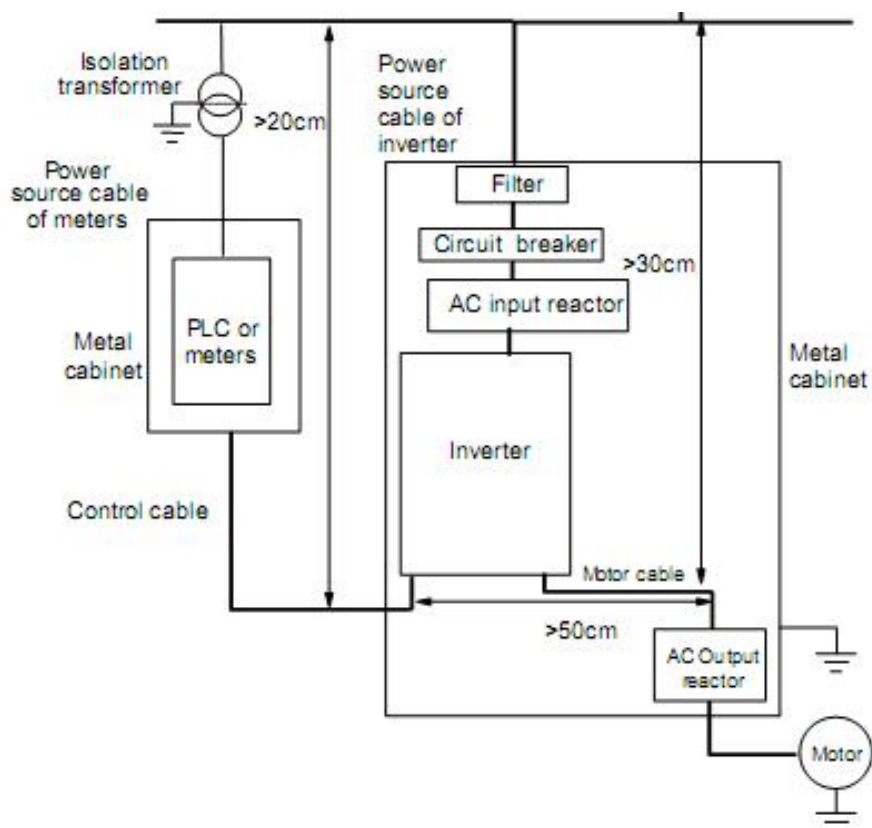 Isolation
transformer
>20cm
Power
source
cable of
inverter
Power
source cable
of meters
Filter
Circuit breaker
>30cm
AC input reactor
PLC or
meters
Metal
cabinet
Metal
cabinet
Inverter
Control cable
Motor cable
>50cm
AC Output
reactor
Motor